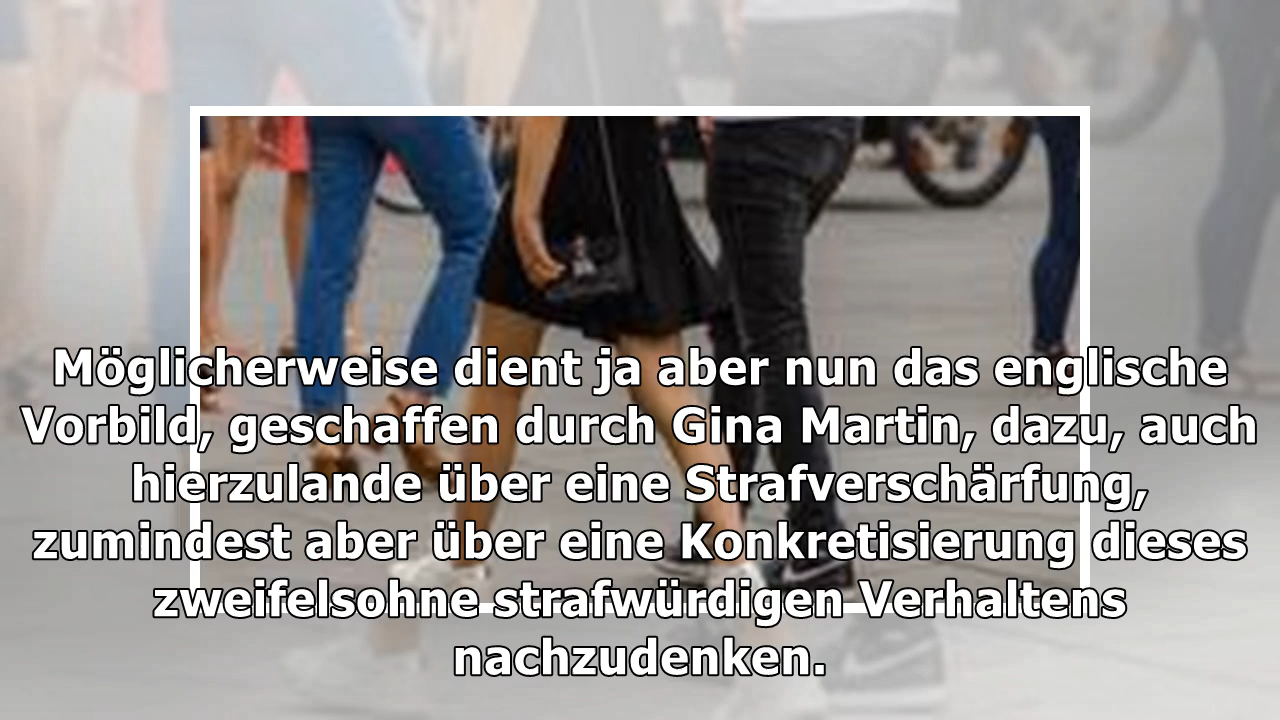 Möglicherweise dient ja aber nun das englische
Vorbild, geschaffen durch Gina Martin, dazu, auch
hierzulande über eine Strafverschärfung,
zumindest aber über eine Konkretisierung dieses
zweifelsohne strafwürdigen Verhaltens
nachzudenken.